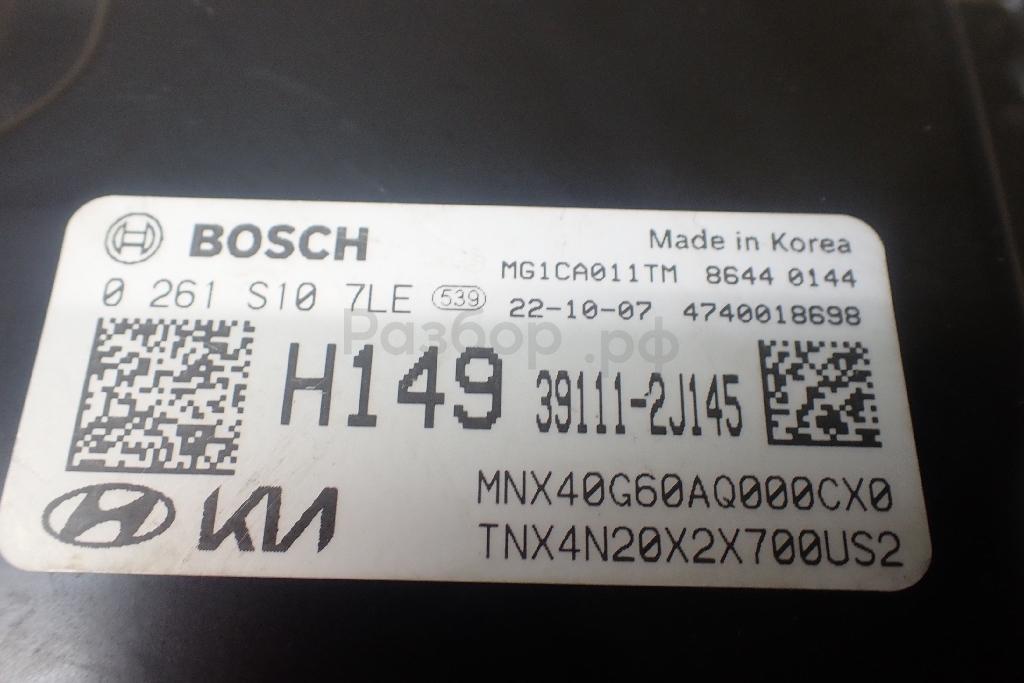 BOSCH
Made in Korea
MG1CA011TM 8644 0144
0 261 S10 7LE 539 22-10-07 4740018698
Разбор.рф
H149 39111-2J145
MNX40G60AQ000CX0
KIA TNX4N20X2X700US2